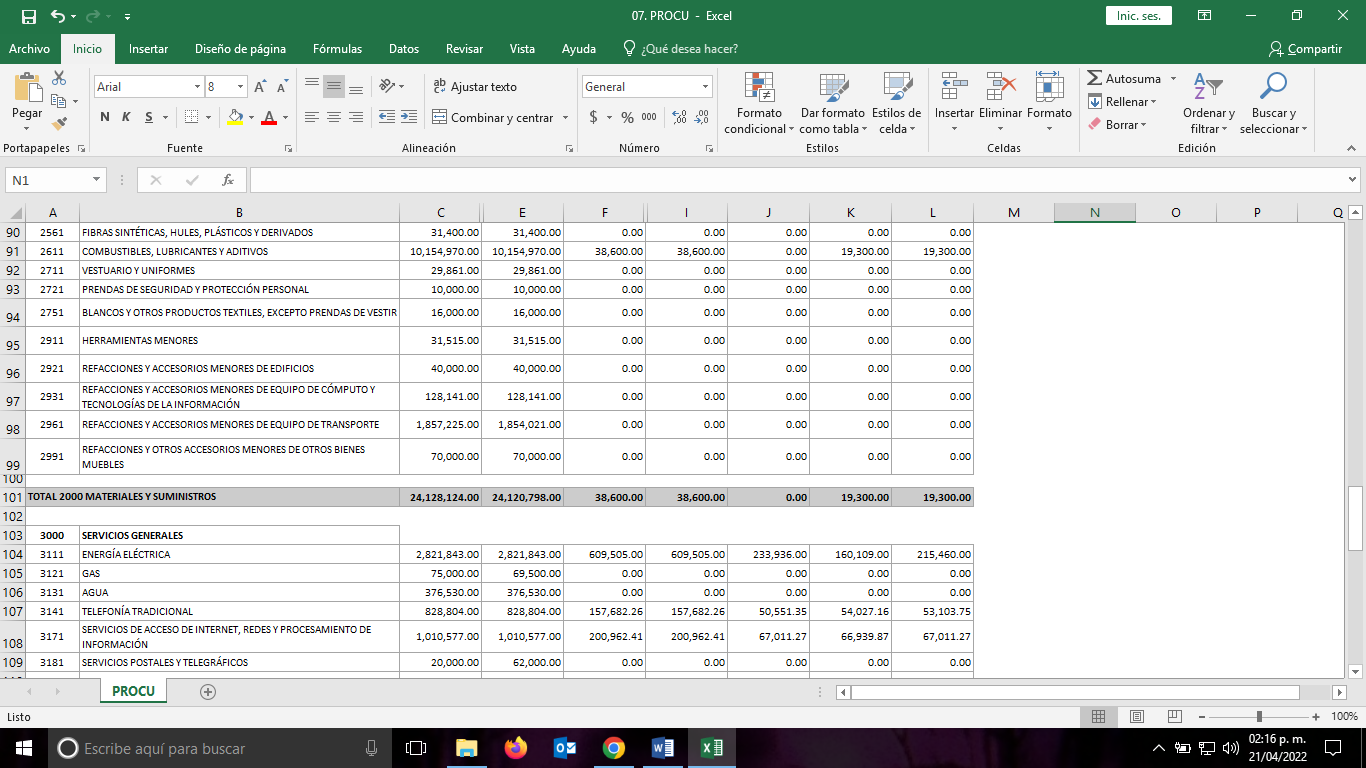 07. PROCU - Excel
Inic. ses.
Archivo Inicio Insertar Diseño de página Fórmulas Datos Revisar Vista Ayuda ¿Qué desea hacer? Compartir
Pegar
Portapapeles
Arial 8
N K S
Fuente
Ajustar texto
Combinar y centrar
Alineación
General
$ % 000
Número
Formato condicional
Dar formato como tabla
Estilos de celda
Estilos
Insertar Eliminar Formato
Celdas
Autosuma
Rellenar
Borrar
Ordenar y filtrar
Buscar y seleccionar
Edición
N1 fx
A B C E F I J K L M N O P Q
90 2561 FIBRAS SINTÉTICAS, HULES, PLÁSTICOS Y DERIVADOS 31,400.00 31,400.00 0.00 0.00 0.00 0.00 0.00
91 2611 COMBUSTIBLES, LUBRICANTES Y ADITIVOS 10,154,970.00 10,154,970.00 38,600.00 38,600.00 0.00 19,300.00 19,300.00
92 2711 VESTUARIO Y UNIFORMES 29,861.00 29,861.00 0.00 0.00 0.00 0.00 0.00
93 2721 PRENDAS DE SEGURIDAD Y PROTECCIÓN PERSONAL 10,000.00 10,000.00 0.00 0.00 0.00 0.00 0.00
94 2751 BLANCOS Y OTROS PRODUCTOS TEXTILES, EXCEPTO PRENDAS DE VESTIR 16,000.00 16,000.00 0.00 0.00 0.00 0.00 0.00
95 2911 HERRAMIENTAS MENORES 31,515.00 31,515.00 0.00 0.00 0.00 0.00 0.00
96 2921 REFACCIONES Y ACCESORIOS MENORES DE EDIFICIOS 40,000.00 40,000.00 0.00 0.00 0.00 0.00 0.00
97 2931 REFACCIONES Y ACCESORIOS MENORES DE EQUIPO DE CÓMPUTO Y
TECNOLOGÍAS DE LA INFORMACIÓN 128,141.00 128,141.00 0.00 0.00 0.00 0.00 0.00
98 2961 REFACCIONES Y ACCESORIOS MENORES DE EQUIPO DE TRANSPORTE 1,857,225.00 1,854,021.00 0.00 0.00 0.00 0.00 0.00
99 2991 REFACCIONES Y OTROS ACCESORIOS MENORES DE OTROS BIENES
MUEBLES 70,000.00 70,000.00 0.00 0.00 0.00 0.00 0.00
100
101 TOTAL 2000 MATERIALES Y SUMINISTROS 24,128,124.00 24,120,798.00 38,600.00 38,600.00 0.00 19,300.00 19,300.00
102
103 3000 SERVICIOS GENERALES
104 3111 ENERGÍA ELÉCTRICA 2,821,843.00 2,821,843.00 609,505.00 609,505.00 233,936.00 160,109.00 215,460.00
105 3121 GAS 75,000.00 69,500.00 0.00 0.00 0.00 0.00 0.00
106 3131 AGUA 376,530.00 376,530.00 0.00 0.00 0.00 0.00 0.00
107 3141 TELEFONÍA TRADICIONAL 828,804.00 828,804.00 157,682.26 157,682.26 50,551.35 54,027.16 53,103.75
108 3171 SERVICIOS DE ACCESO DE INTERNET, REDES Y PROCESAMIENTO DE
INFORMACIÓN 1,010,577.00 1,010,577.00 200,962.41 200,962.41 67,011.27 66,939.87 67,011.27
109 3181 SERVICIOS POSTALES Y TELEGRÁFICOS 20,000.00 62,000.00 0.00 0.00 0.00 0.00 0.00
PROCU
Listo
100%
Escribe aquí para buscar
02:16 p. m.
21/04/2022